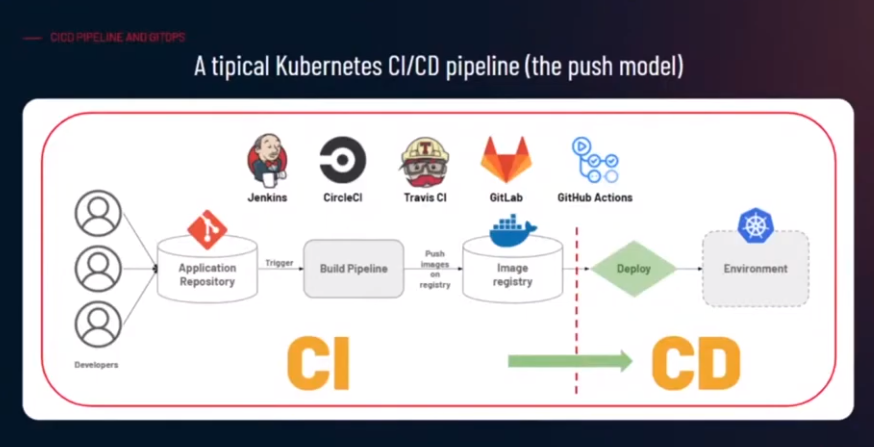 CICD PIPELINE AND GITOPS
A tipical Kubernetes CI/CD pipeline (the push model)
Jenkins
CircleCI
Travis CI
GitLab
GitHub Actions
Application
Repository
Trigger
Build Pipeline
Push
images
on
registry
Image
registry
Deploy
Environment
Developers
CI
CD